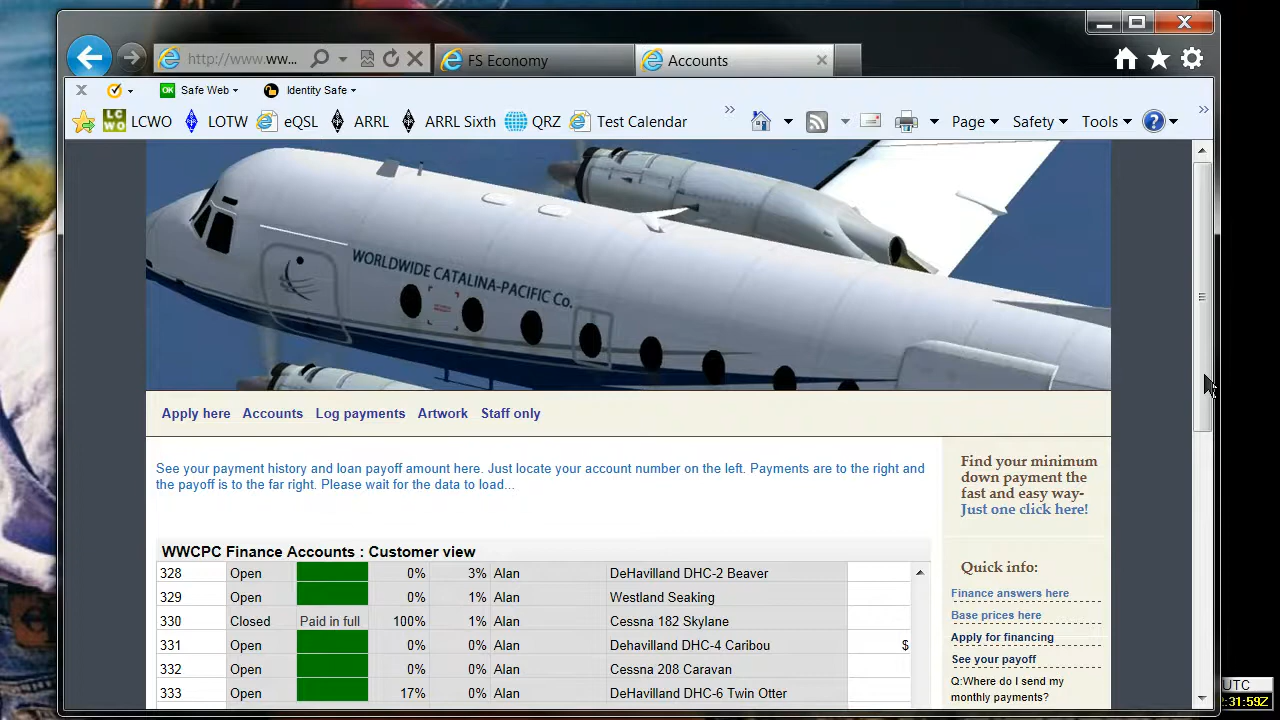 http://www.ww...
FS Economy
Accounts
Safe Web
Identity Safe
LCWO
LOTW
eQSL
ARRL
ARRL Sixth
QRZ
Test Calendar
Page
Safety
Tools
WORLDWIDE CATALINA-PACIFIC Co.
Apply here Accounts Log payments Artwork Staff only
See your payment history and loan payoff amount here. Just locate your account number on the left. Payments are to the right and
the payoff is to the far right. Please wait for the data to load...
Find your minimum
down payment the
fast and easy way-
Just one click here!
WWCPC Finance Accounts : Customer view
328 Open 0% 3% Alan DeHavilland DHC-2 Beaver
329 Open 0% 1% Alan Westland Seaking
330 Closed Paid in full 100% 1% Alan Cessna 182 Skylane
331 Open 0% 0% Alan Dehavilland DHC-4 Caribou $
332 Open 0% 0% Alan Cessna 208 Caravan
333 Open 17% 0% Alan DeHavilland DHC-6 Twin Otter
Quick info:
Finance answers here
Base prices here
Apply for financing
See your payoff
Q:Where do I send my
monthly payments?
UTC
:31:59Z